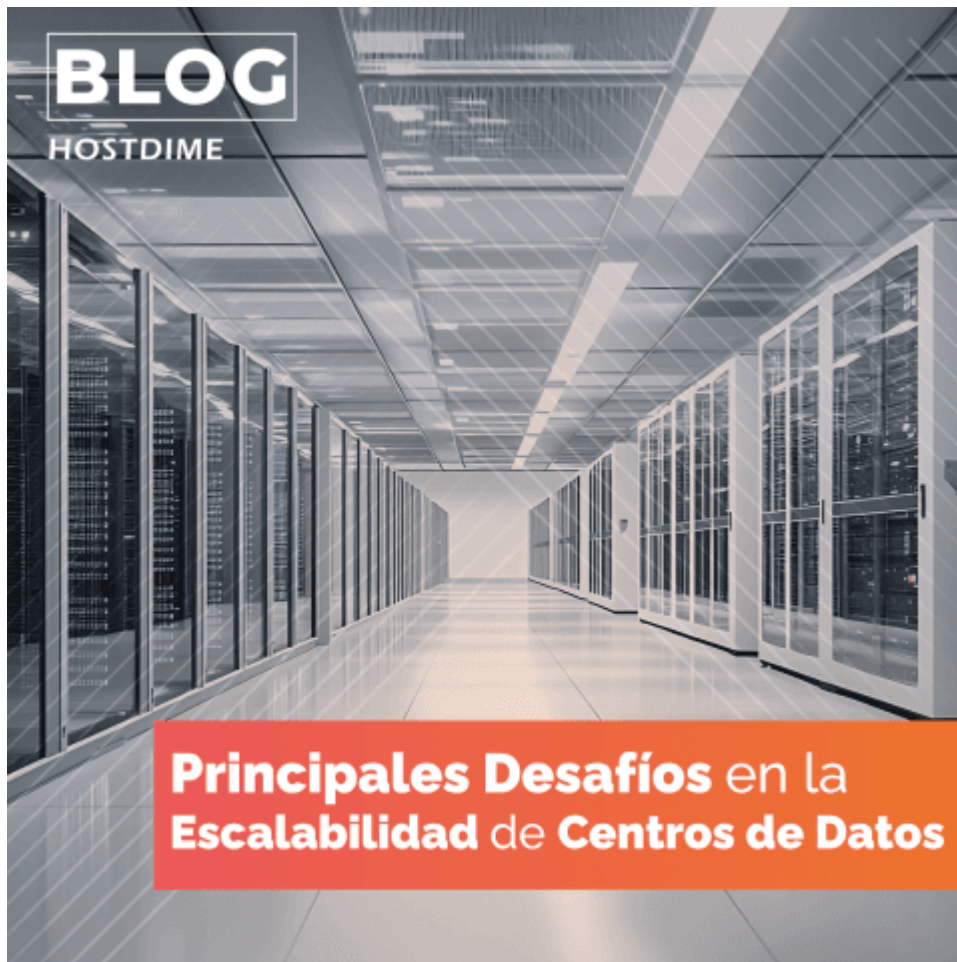 BLOG
HOSTDIME
Principales Desafíos en la
Escalabilidad de Centros de Datos